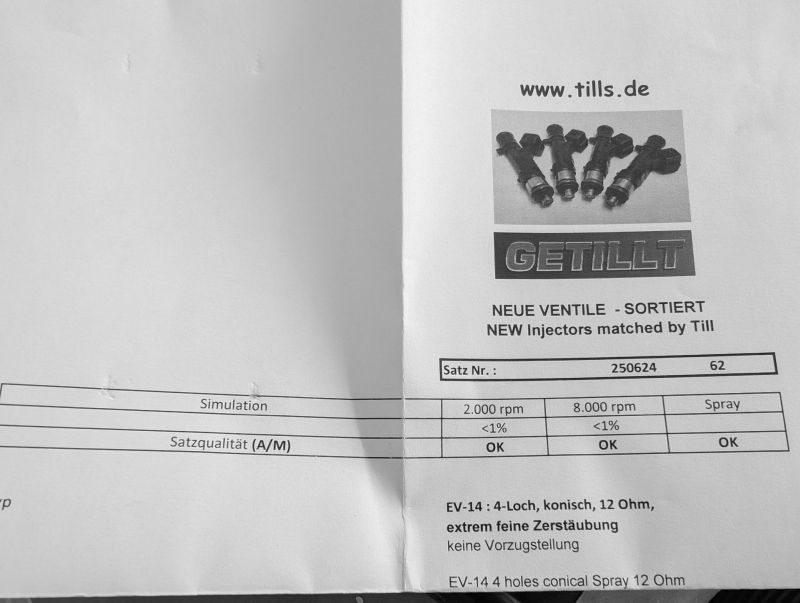 www.tills.de
GETILLT
NEUE VENTILE - SORTIERT
NEW Injectors matched by Till
Satz Nr. : 250624 62
Simulation 2.000 rpm 8.000 rpm Spray
<1% <1%
Satzqualität (A/M) OK OK OK
EV-14 : 4-Loch, konisch, 12 Ohm,
extrem feine Zerstäubung
keine Vorzugstellung
EV-14 4 holes conical Spray 12 Ohm